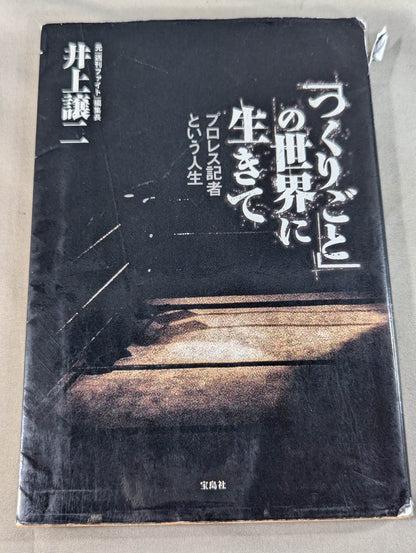 「つくりごと」
の世界に
生きて
プロレス記者
という人生
元『週刊ファイト』編集長
井上譲二
宝島社